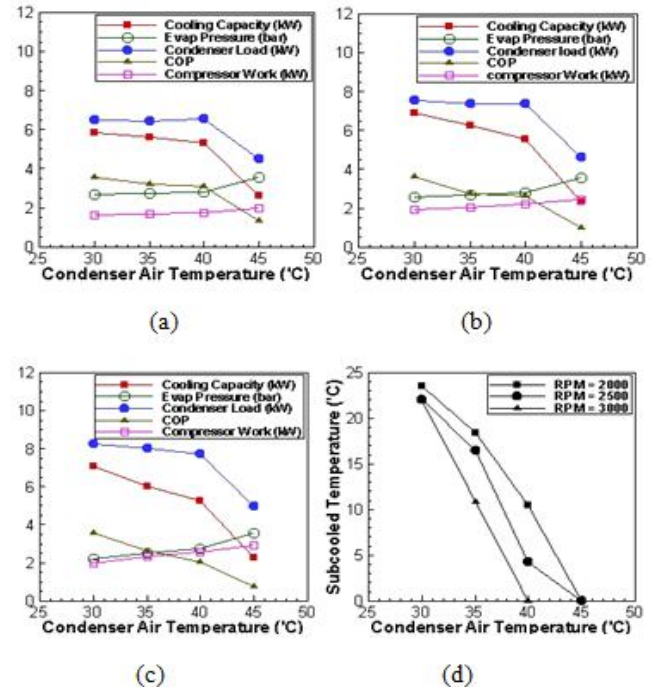 12
10
8
6
4
2
0
25 30 35 40 45 50
Condenser Air Temperature (°C)
Cooling Capacity (kW)
Evap Pressure (bar)
Condenser Load (kW)
COP
Compressor Work (kW)
(a)
12
10
8
6
4
2
0
25 30 35 40 45 50
Condenser Air Temperature (°C)
Cooling Capacity (kW)
Evap Pressure (bar)
Condenser load (kW)
COP
compressor Work (kW)
(b)
12
10
8
6
4
2
0
25 30 35 40 45 50
Condenser Air Temperature (°C)
Cooling Capacity (kW)
Evap Pressure (bar)
Condenser Load (kW)
COP
Compressor Work (kW)
(c)
Subcooled Temperature (°C)
25
20
15
10
5
0
25 30 35 40 45 50
Condenser Air Temperature (°C)
RPM = 2000
RPM = 2500
RPM = 3000
(d)